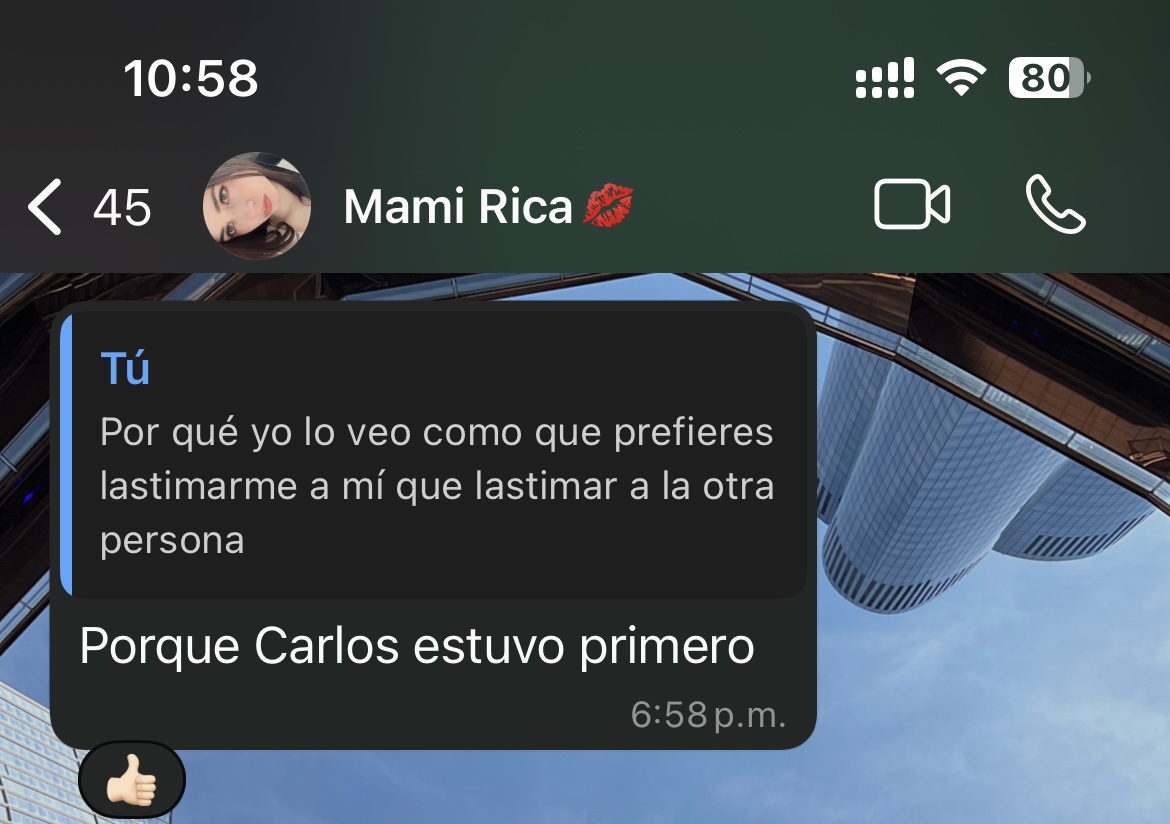 10:58
80
45
Mami Rica💋
Tú
Por qué yo lo veo como que prefieres
lastimarme a mí que lastimar a la otra
persona
Porque Carlos estuvo primero
6:58 p.m.
👍🏻